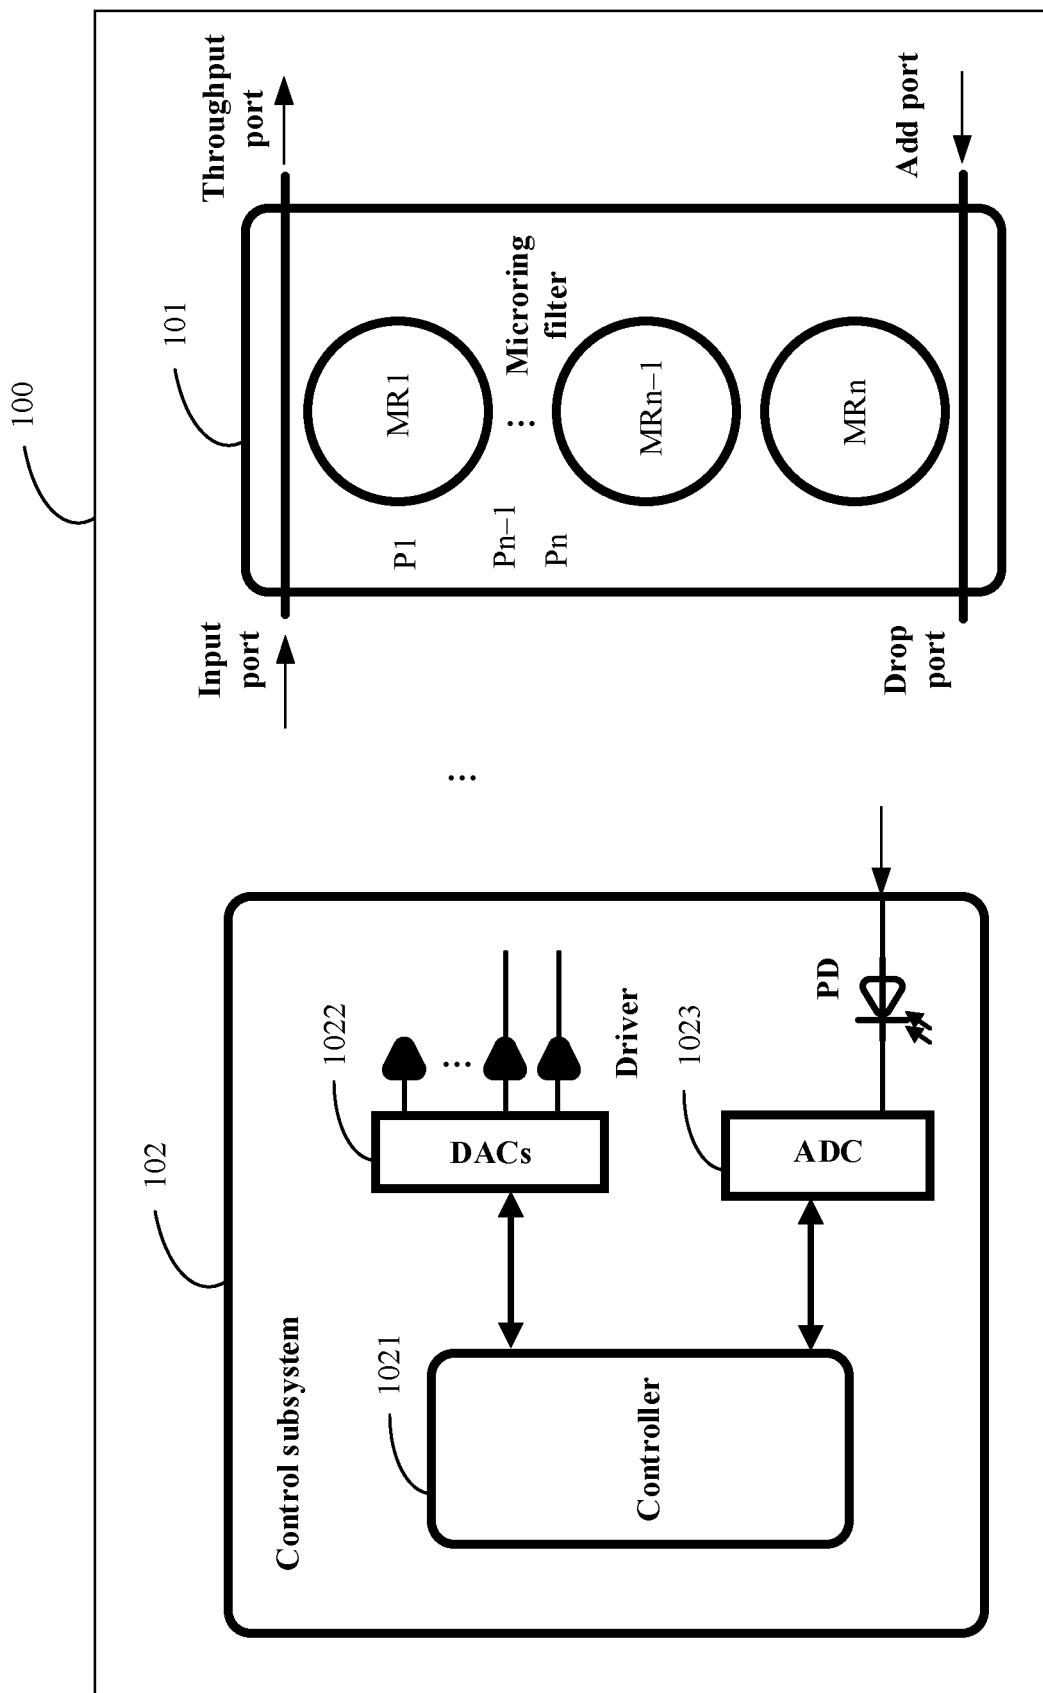 100
102
Control subsystem
1021
Controller
1022
DACs
...
Driver
1023
ADC
PD
...
101
Input
port
Throughput
port
P1
Pn−1
Pn
MR1
...
Microring
filter
MRn−1
MRn
Drop
port
Add port